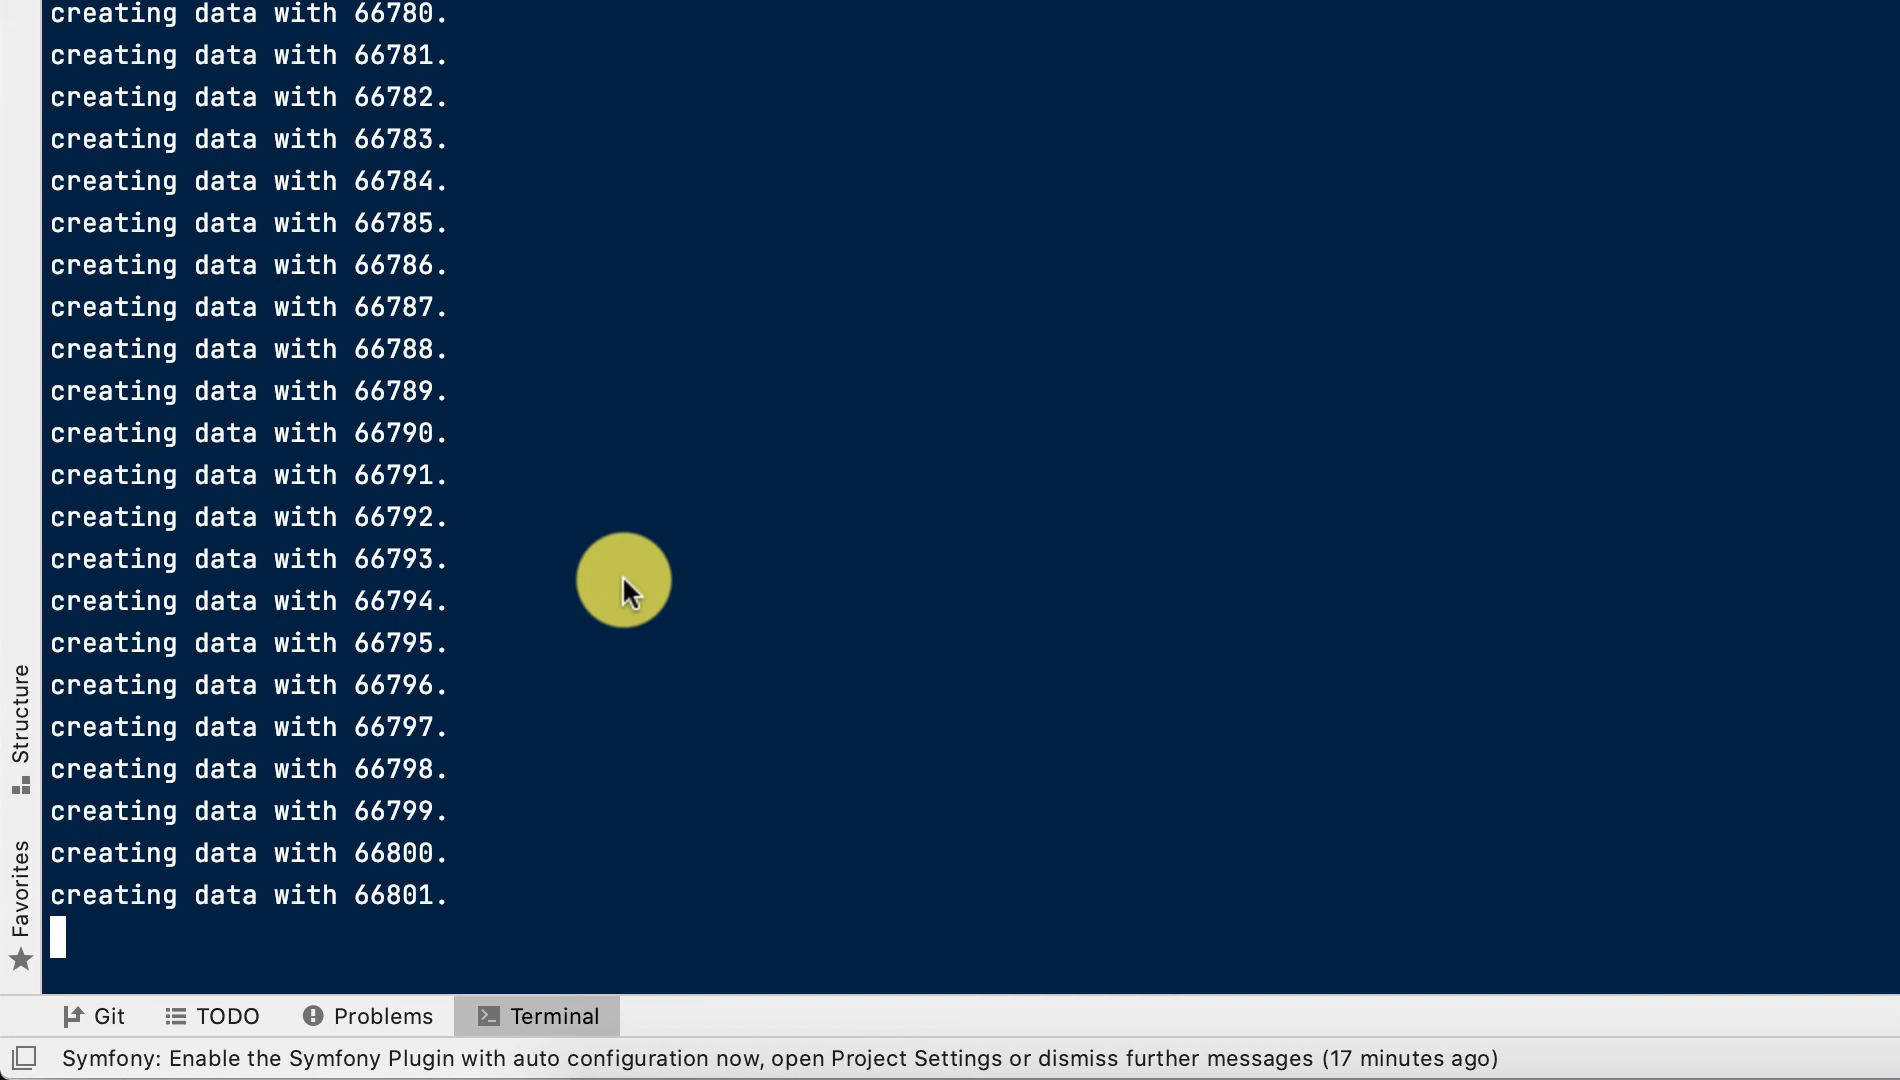 creating data with 66780.
creating data with 66781.
creating data with 66782.
creating data with 66783.
creating data with 66784.
creating data with 66785.
creating data with 66786.
creating data with 66787.
creating data with 66788.
creating data with 66789.
creating data with 66790.
creating data with 66791.
creating data with 66792.
creating data with 66793.
creating data with 66794.
creating data with 66795.
creating data with 66796.
creating data with 66797.
creating data with 66798.
creating data with 66799.
creating data with 66800.
creating data with 66801.
Structure
Favorites
Git TODO Problems Terminal
Symfony: Enable the Symfony Plugin with auto configuration now, open Project Settings or dismiss further messages (17 minutes ago)